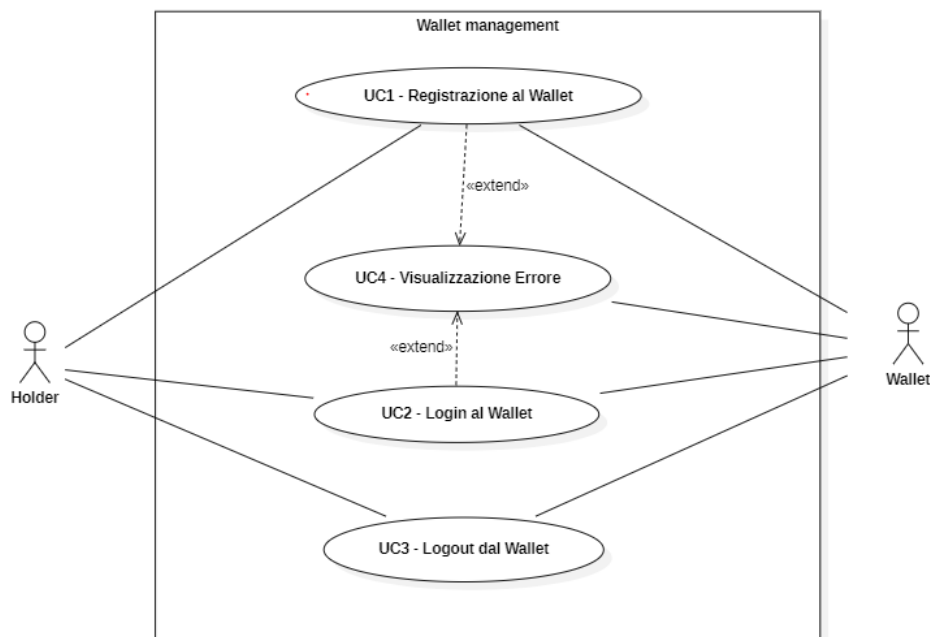 Wallet management
UC1 - Registrazione al Wallet
«extend»
UC4 - Visualizzazione Errore
«extend»
Holder
Wallet
UC2 - Login al Wallet
UC3 - Logout dal Wallet